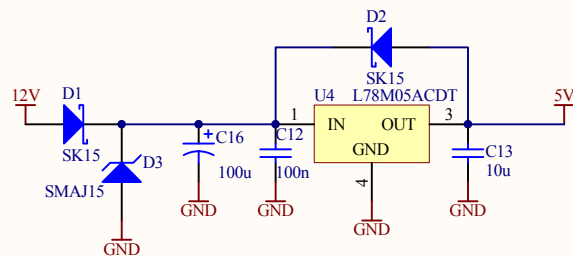 D2
SK15
12V
D1
SK15
U4
L78M05ACDT
5V
1
IN
OUT
3
GND
4
D3
SMAJ15
C16
100u
C12
100n
C13
10u
GND
GND
GND
GND
GND